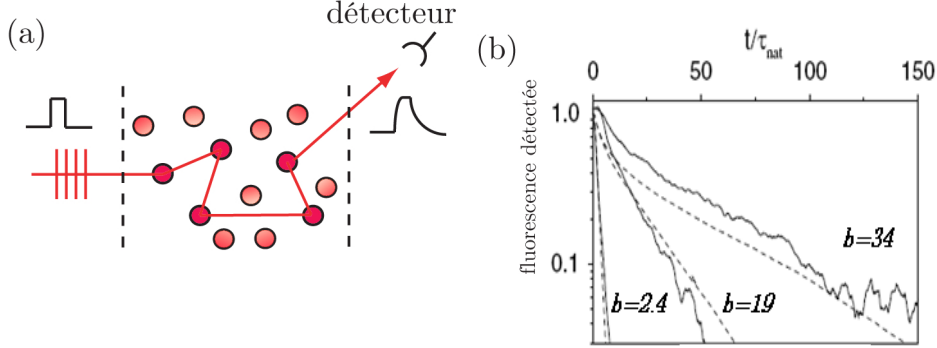 (a)
détecteur
(b)
t/τnat
0 50 100 150
fluorescence détectée
1.0
0.1
b=2.4
b=19
b=34